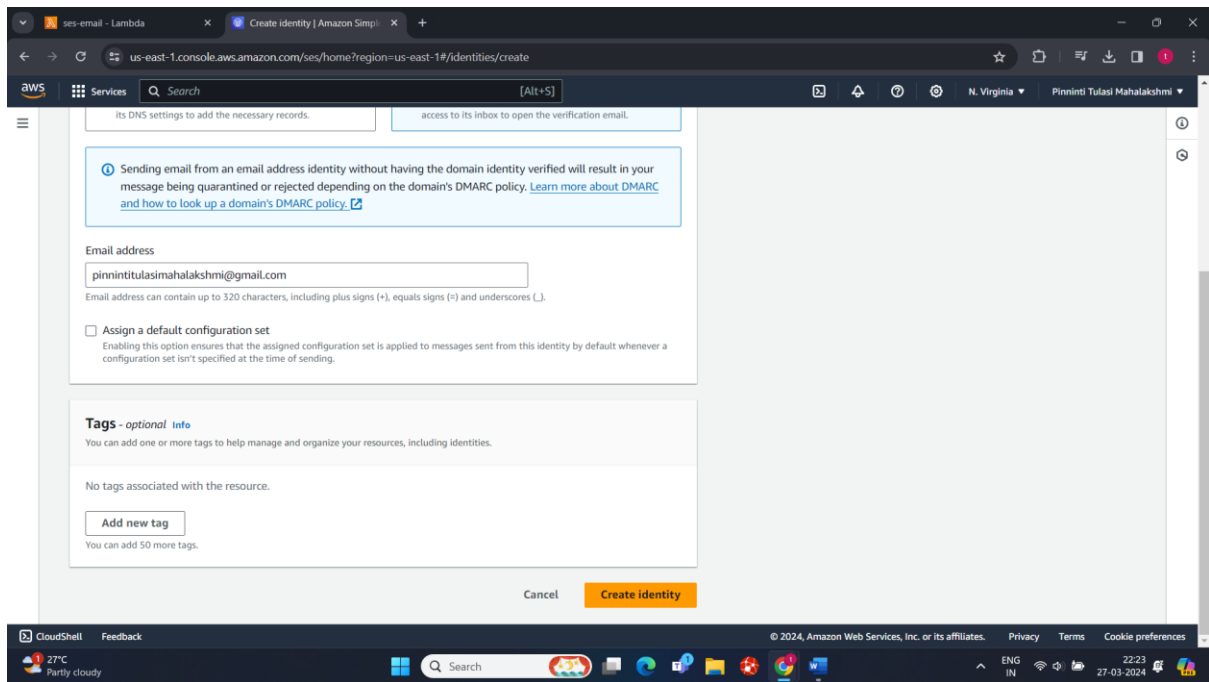 ses-email - Lambda
Create identity | Amazon Simpl
us-east-1.console.aws.amazon.com/ses/home?region=us-east-1#/identities/create
aws
Services
Search
[Alt+S]
N. Virginia
Pinninti Tulasi Mahalakshmi
its DNS settings to add the necessary records.
access to its inbox to open the verification email.
Sending email from an email address identity without having the domain identity verified will result in your
message being quarantined or rejected depending on the domain's DMARC policy. Learn more about DMARC
and how to look up a domain's DMARC policy.
Email address
pinnintitulasimahalakshmi@gmail.com
Email address can contain up to 320 characters, including plus signs (+), equals signs (=) and underscores (_).
Assign a default configuration set
Enabling this option ensures that the assigned configuration set is applied to messages sent from this identity by default whenever a
configuration set isn't specified at the time of sending.
Tags - optional Info
You can add one or more tags to help manage and organize your resources, including identities.
No tags associated with the resource.
Add new tag
You can add 50 more tags.
Cancel
Create identity
CloudShell
Feedback
© 2024, Amazon Web Services, Inc. or its affiliates.
Privacy
Terms
Cookie preferences
1
27°C
Partly cloudy
Search
ENG
IN
22:23
27-03-2024